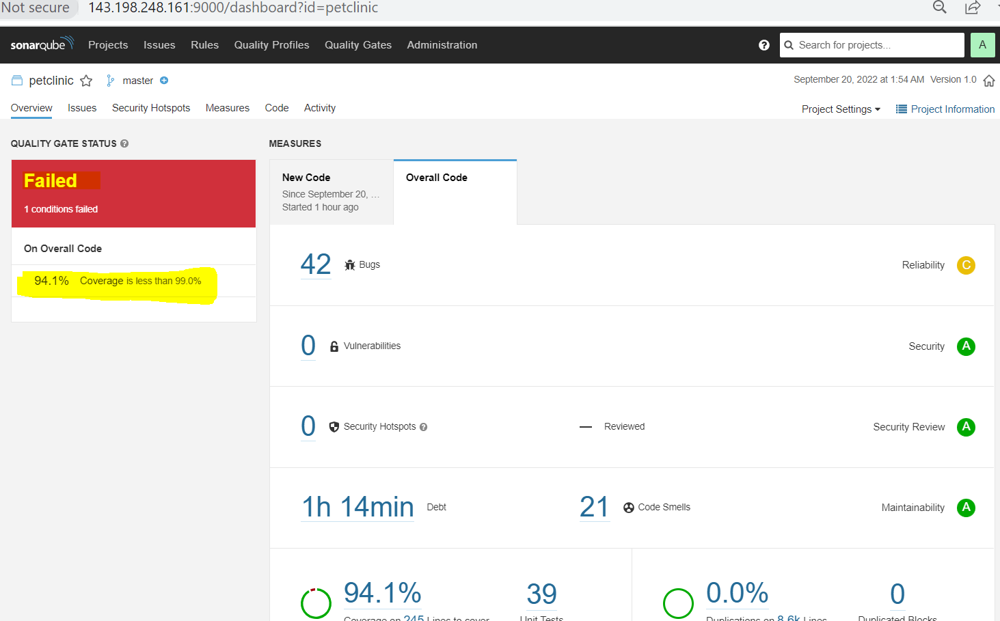 Not secure 143.198.248.161:9000/dashboard?id=petclinic
sonarqube Projects Issues Rules Quality Profiles Quality Gates Administration ? Search for projects... A
petclinic master September 20, 2022 at 1:54 AM Version 1.0
Overview Issues Security Hotspots Measures Code Activity Project Settings Project Information
QUALITY GATE STATUS ? MEASURES
Failed
1 conditions failed
On Overall Code
94.1% Coverage is less than 99.0%
New Code
Since September 20, ...
Started 1 hour ago
Overall Code
42 Bugs Reliability C
0 Vulnerabilities Security A
0 Security Hotspots ? — Reviewed Security Review A
1h 14min Debt 21 Code Smells Maintainability A
94.1% 39 0.0% 0
Coverage on 245 Lines to cover Unit Tests Duplications on 8.6k Lines Duplicated Blocks